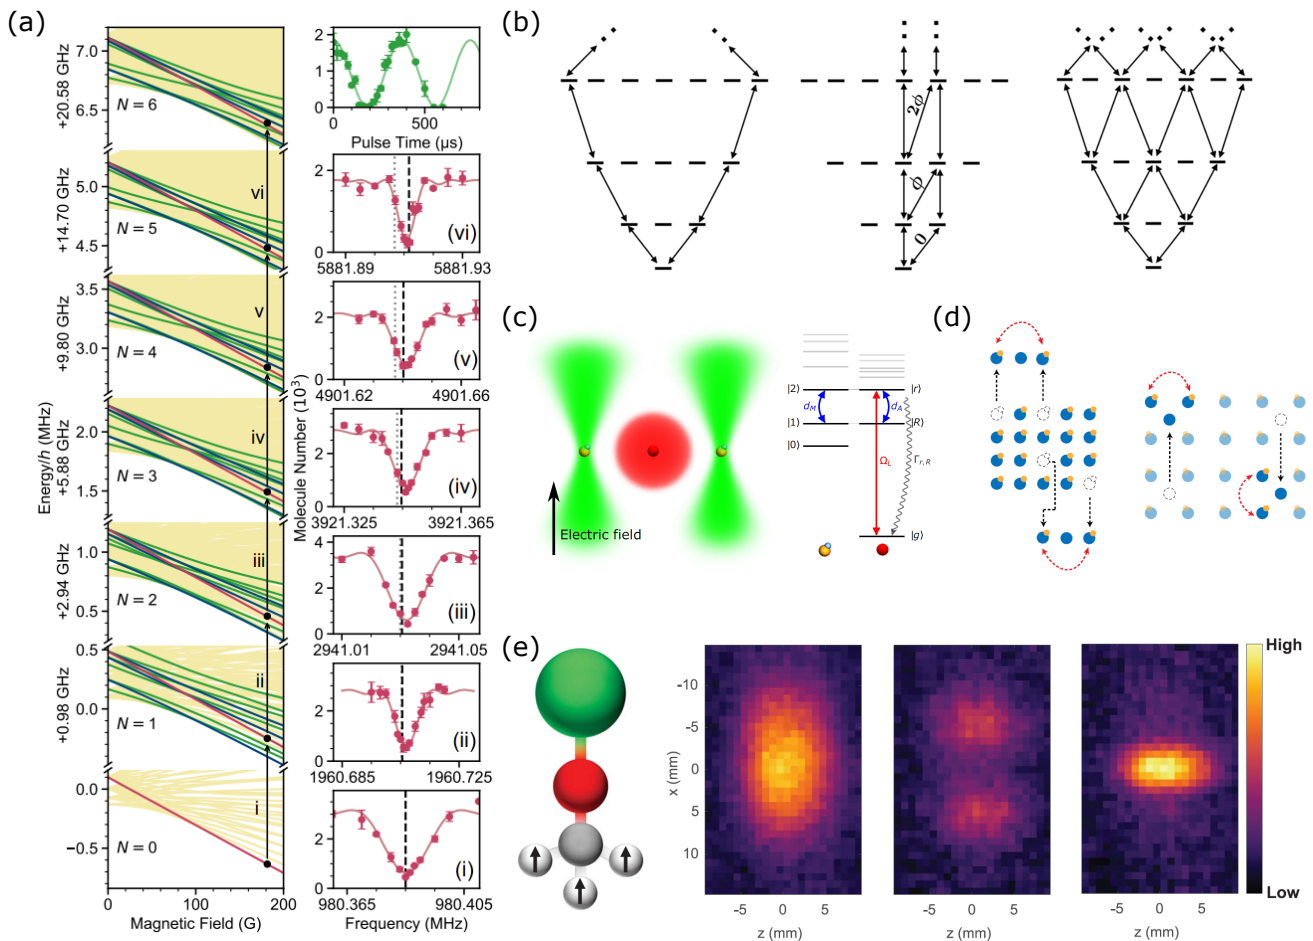 (a)
Energy/h (MHz)
+20.58 GHz
7.0
6.5
N = 6
+14.70 GHz
5.0
4.5
N = 5
vi
+9.80 GHz
3.5
3.0
N = 4
v
+5.88 GHz
2.0
1.5
N = 3
iv
+2.94 GHz
1.0
0.5
N = 2
iii
+0.98 GHz
0.5
0.0
N = 1
ii
0.0
−0.5
N = 0
i
0 100 200
Magnetic Field (G)
Molecule Number (10³)
2
1
0
0 500
Pulse Time (µs)
2
0
(vi)
5881.89 5881.93
2
0
(v)
4901.62 4901.66
2
0
(iv)
3921.325 3921.365
4
2
0
(iii)
2941.01 2941.05
2
0
(ii)
1960.685 1960.725
4
2
0
(i)
980.365 980.405
Frequency (MHz)
(b)
2ϕ
ϕ
0
(c)
Electric field
|2⟩
|1⟩
|0⟩
d_M
d_A
|r⟩
|R⟩
Ω_L
Γ_r,R
|g⟩
(d)
(e)
x (mm)
-10
-5
0
5
10
-5 0 5
z (mm)
-5 0 5
z (mm)
-5 0 5
z (mm)
High
Low